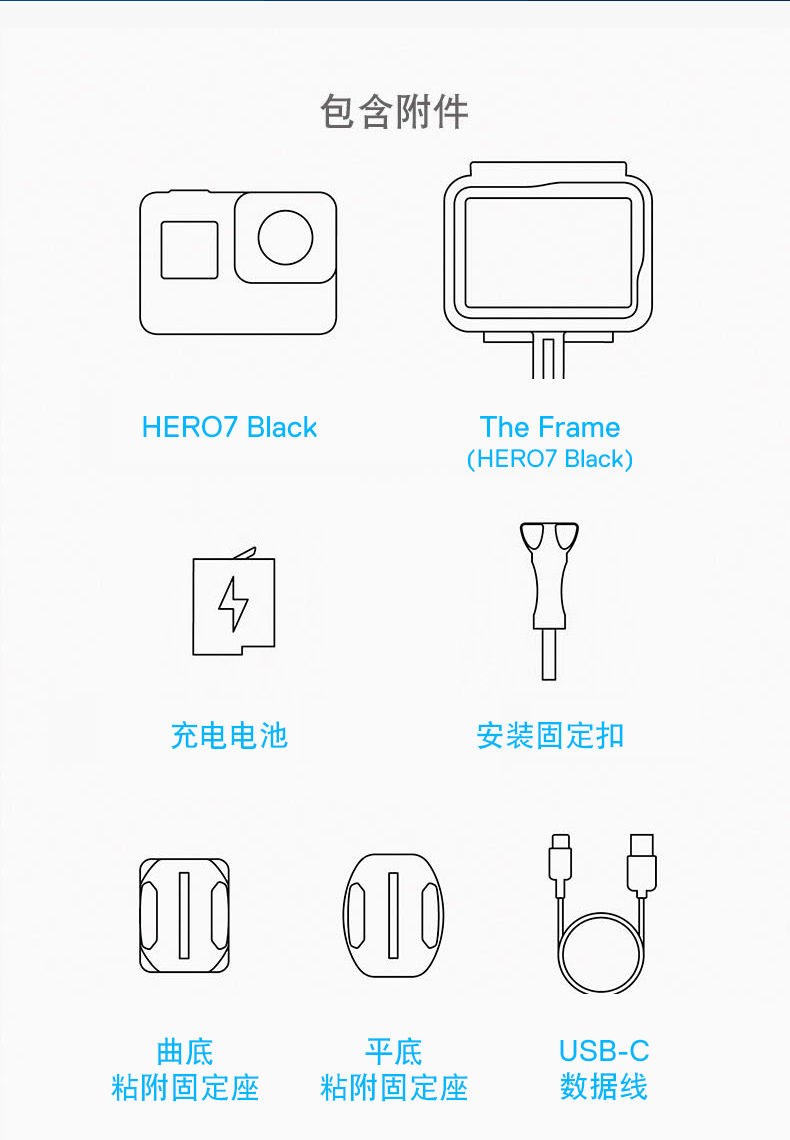 包含附件
HERO7 Black
The Frame
(HERO7 Black)
充电电池
安装固定扣
曲底
粘附固定座
平底
粘附固定座
USB-C
数据线